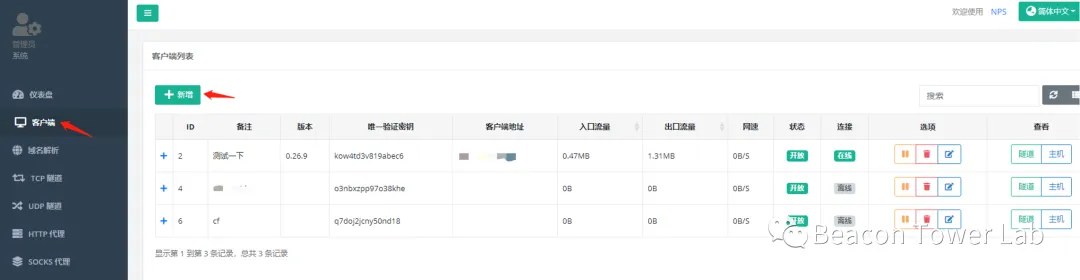 欢迎使用 NPS 简体中文
管理员
系统
仪表盘
客户端
域名解析
TCP 隧道
UDP 隧道
HTTP 代理
SOCKS 代理
客户端列表
新增
搜索
ID 备注 版本 唯一验证密钥 客户端地址 入口流量 出口流量 网速 状态 连接 选项 查看
2 测试一下 0.26.9 kow4td3v819abec6 0.47MB 1.31MB 0B/S 开放 在线 隧道 主机
4 o3nbxzpp97o38khe 0B 0B 0B/S 开放 离线 隧道 主机
6 cf q7doj2jcny50nd18 0B 0B 0B/S 开放 离线 隧道 主机
显示第 1 到第 3 条记录，总共 3 条记录
Beacon Tower Lab